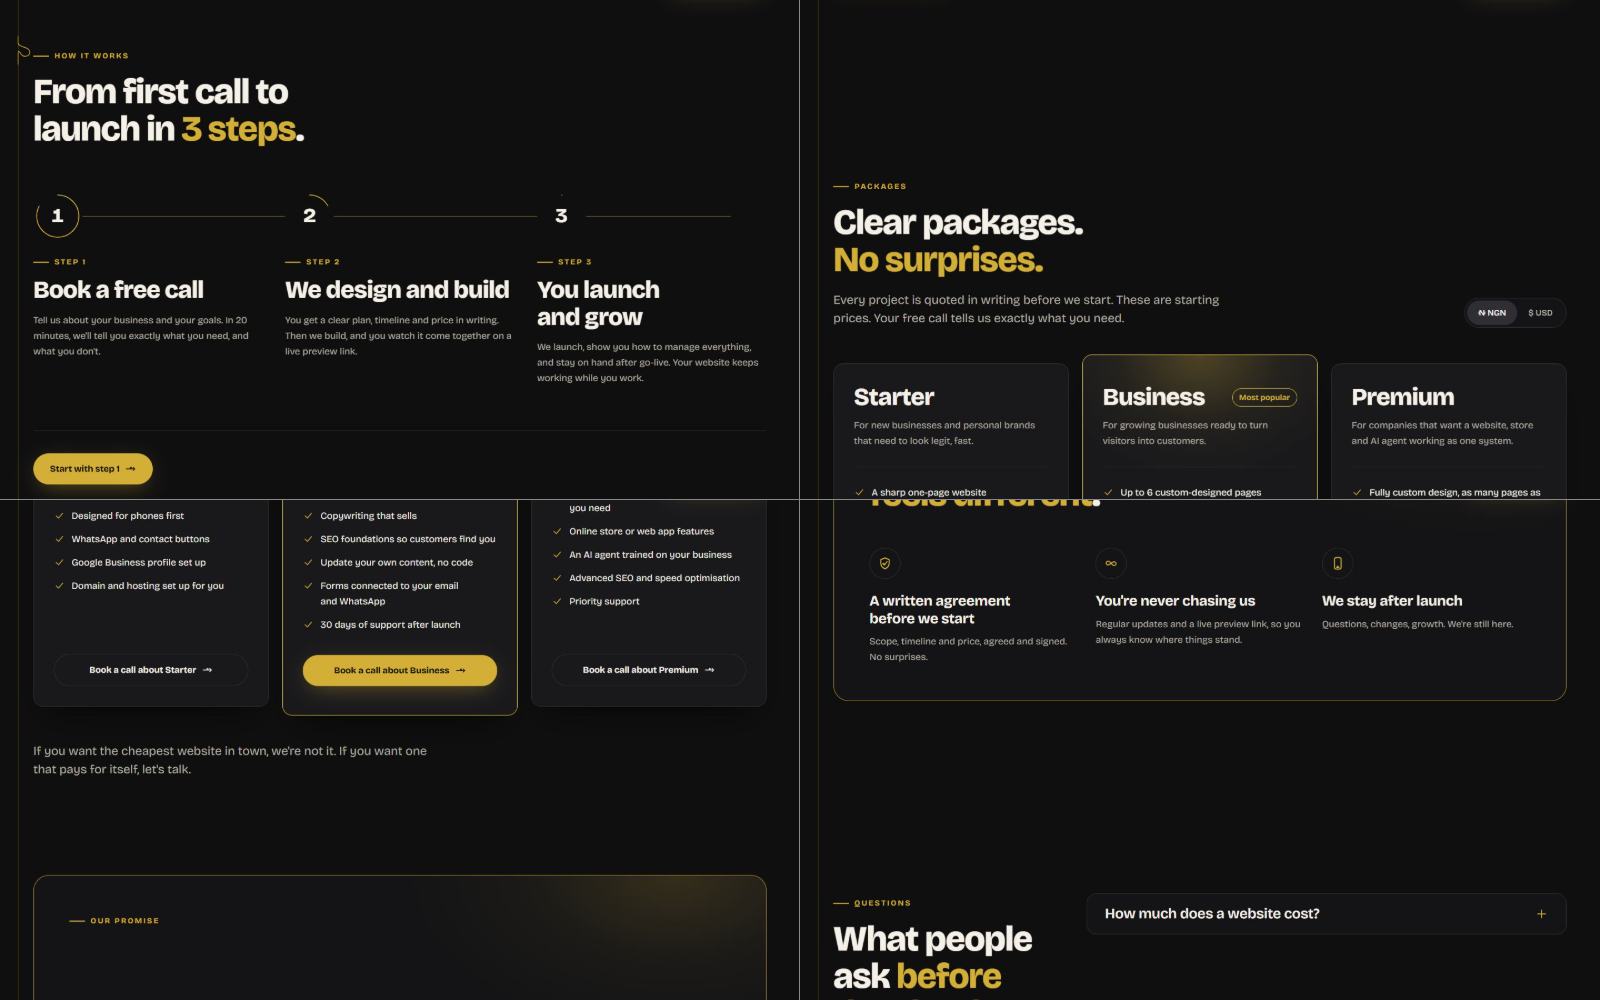 HOW IT WORKS
From first call to
launch in 3 steps.
1
2
3
STEP 1
Book a free call
Tell us about your business and your goals. In 20
minutes, we'll tell you exactly what you need, and
what you don't.
STEP 2
We design and build
You get a clear plan, timeline and price in writing.
Then we build, and you watch it come together on a
live preview link.
STEP 3
You launch
and grow
We launch, show you how to manage everything,
and stay on hand after go-live. Your website keeps
working while you work.
Start with step 1
PACKAGES
Clear packages.
No surprises.
Every project is quoted in writing before we start. These are starting
prices. Your free call tells us exactly what you need.
₦ NGN
$ USD
Starter
For new businesses and personal brands
that need to look legit, fast.
A sharp one-page website
Business
Most popular
For growing businesses ready to turn
visitors into customers.
Up to 6 custom-designed pages
Premium
For companies that want a website, store
and AI agent working as one system.
Fully custom design, as many pages as
Designed for phones first
WhatsApp and contact buttons
Google Business profile set up
Domain and hosting set up for you
Book a call about Starter
Copywriting that sells
SEO foundations so customers find you
Update your own content, no code
Forms connected to your email
and WhatsApp
30 days of support after launch
Book a call about Business
you need
Online store or web app features
An AI agent trained on your business
Advanced SEO and speed optimisation
Priority support
Book a call about Premium
If you want the cheapest website in town, we're not it. If you want one
that pays for itself, let's talk.
OUR PROMISE
feels different.
A written agreement
before we start
Scope, timeline and price, agreed and signed.
No surprises.
You're never chasing us
Regular updates and a live preview link, so you
always know where things stand.
We stay after launch
Questions, changes, growth. We're still here.
QUESTIONS
What people
ask before
How much does a website cost?